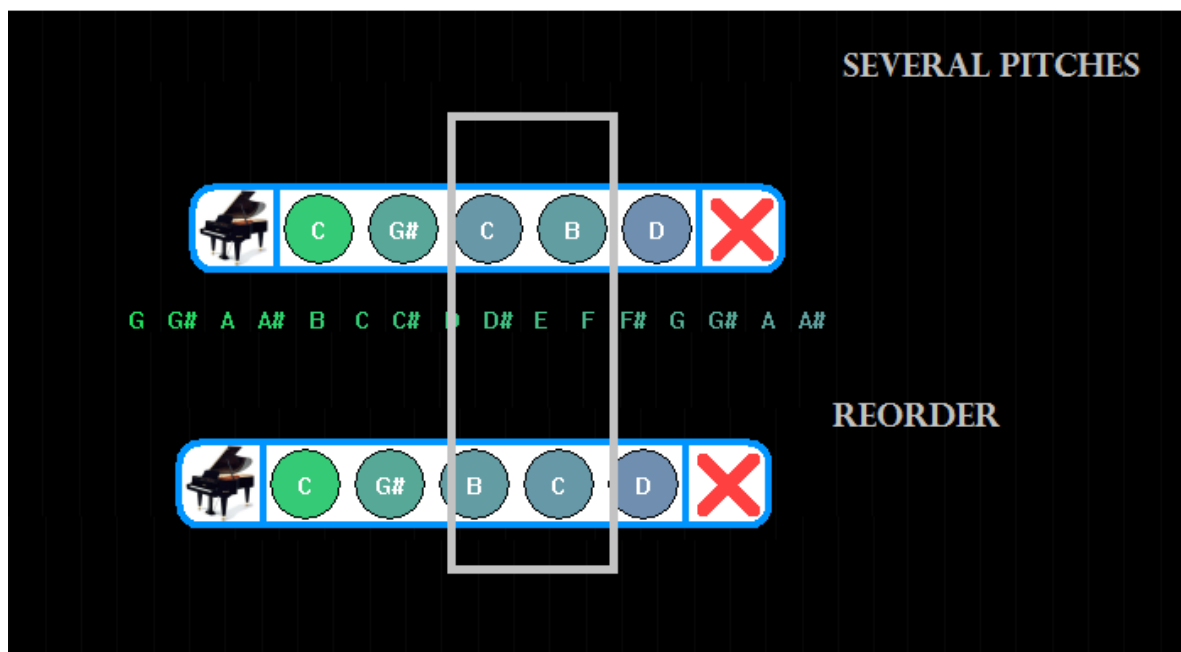 SEVERAL PITCHES
C G# C B D
G G# A A# B C C# D D# E F F# G G# A A#
REORDER
C G# B C D